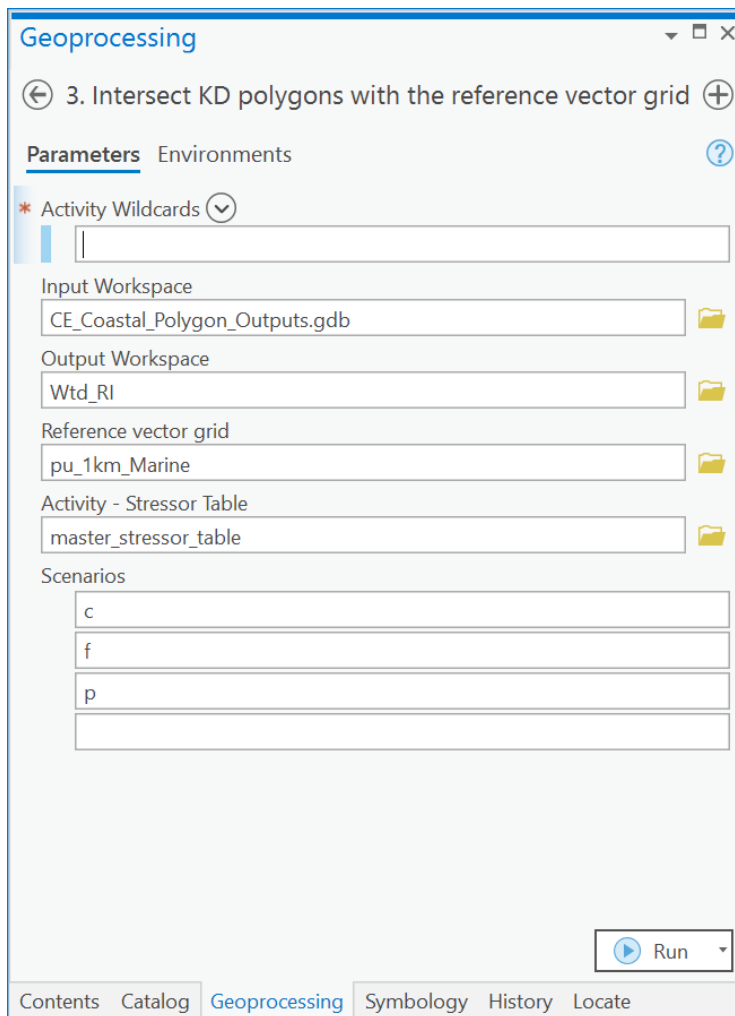 Geoprocessing
3. Intersect KD polygons with the reference vector grid
Parameters Environments
* Activity Wildcards
Input Workspace
CE_Coastal_Polygon_Outputs.gdb
Output Workspace
Wtd_RI
Reference vector grid
pu_1km_Marine
Activity - Stressor Table
master_stressor_table
Scenarios
c
f
p
Run
Contents Catalog Geoprocessing Symbology History Locate